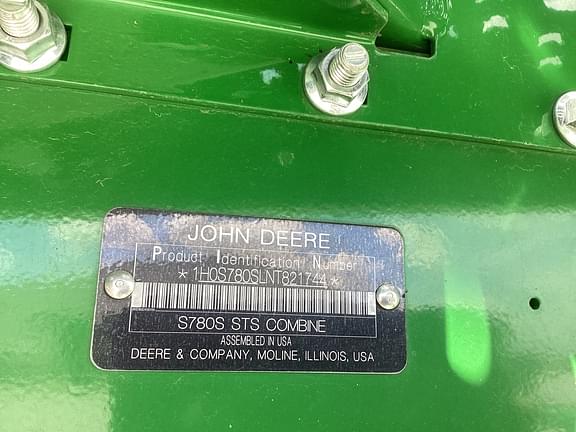 JOHN DEERE
Product Identification Number
*1H0S780SLNT821744*
S780S STS COMBINE
ASSEMBLED IN USA
DEERE & COMPANY, MOLINE, ILLINOIS, USA